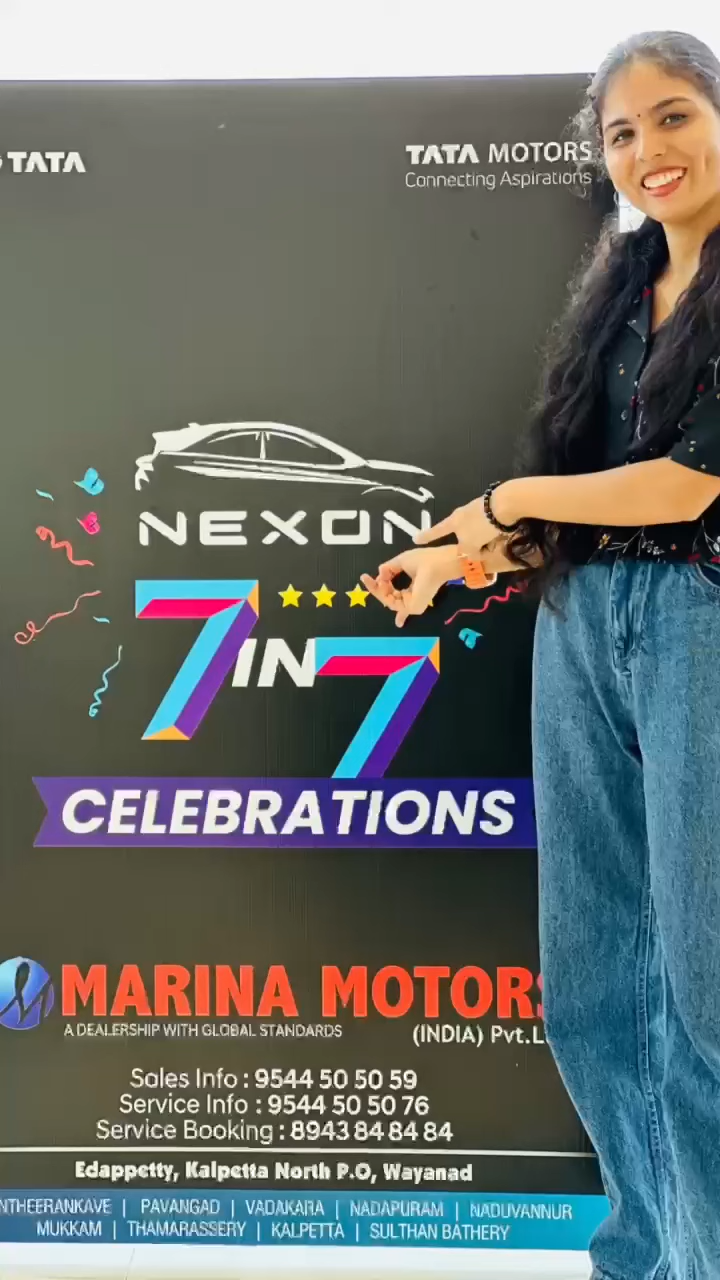 TATA
TATA MOTORS
Connecting Aspirations
NEXON
7 IN 7
CELEBRATIONS
MARINA MOTORS
A DEALERSHIP WITH GLOBAL STANDARDS
(INDIA) Pvt.L
Sales Info : 9544 50 50 59
Service Info : 9544 50 50 76
Service Booking : 8943 84 84 84
Edappetty, Kalpetta North P.O, Wayanad
NTHEERANKAVE | PAVANGAD | VADAKARA | NADAPURAM | NADUVANNUR
MUKKAM | THAMARASSERY | KALPETTA | SULTHAN BATHERY